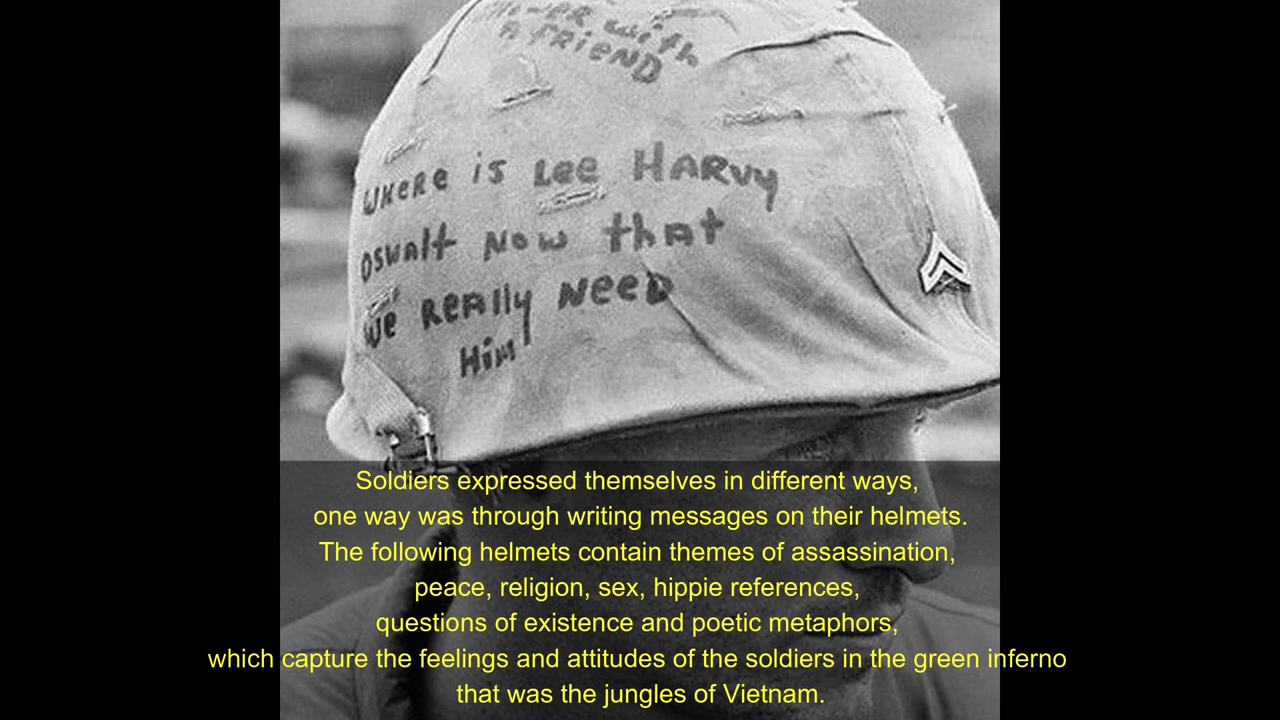 with
A FRIEND
WHERE iS Lee HARVY
OSWAlt NOW thAt
We REAlly NEED
HiM
Soldiers expressed themselves in different ways,
one way was through writing messages on their helmets.
The following helmets contain themes of assassination,
peace, religion, sex, hippie references,
questions of existence and poetic metaphors,
which capture the feelings and attitudes of the soldiers in the green inferno
that was the jungles of Vietnam.